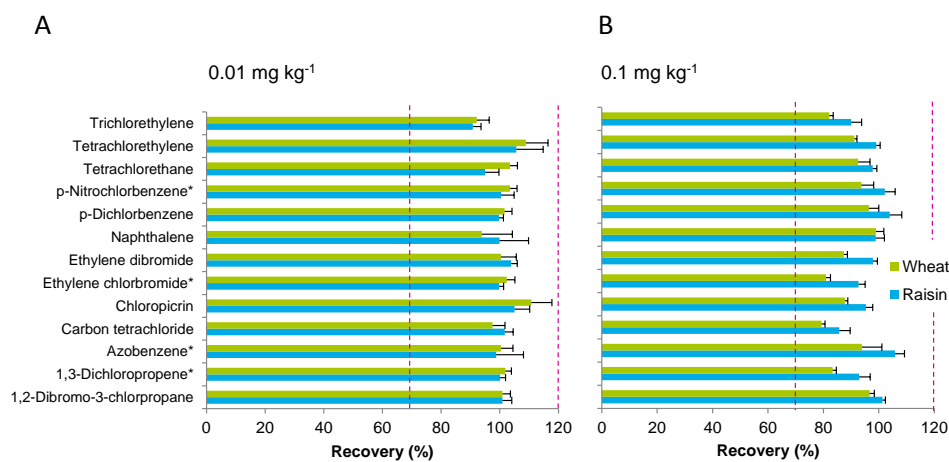 A
B
0.01 mg kg-1
0.1 mg kg-1
Trichlorethylene
Tetrachlorethylene
Tetrachlorethane
p-Nitrochlorbenzene*
p-Dichlorbenzene
Naphthalene
Ethylene dibromide
Ethylene chlorbromide*
Chloropicrin
Carbon tetrachloride
Azobenzene*
1,3-Dichloropropene*
1,2-Dibromo-3-chlorpropane
Wheat
Raisin
0 20 40 60 80 100 120
0 20 40 60 80 100 120
Recovery (%)
Recovery (%)